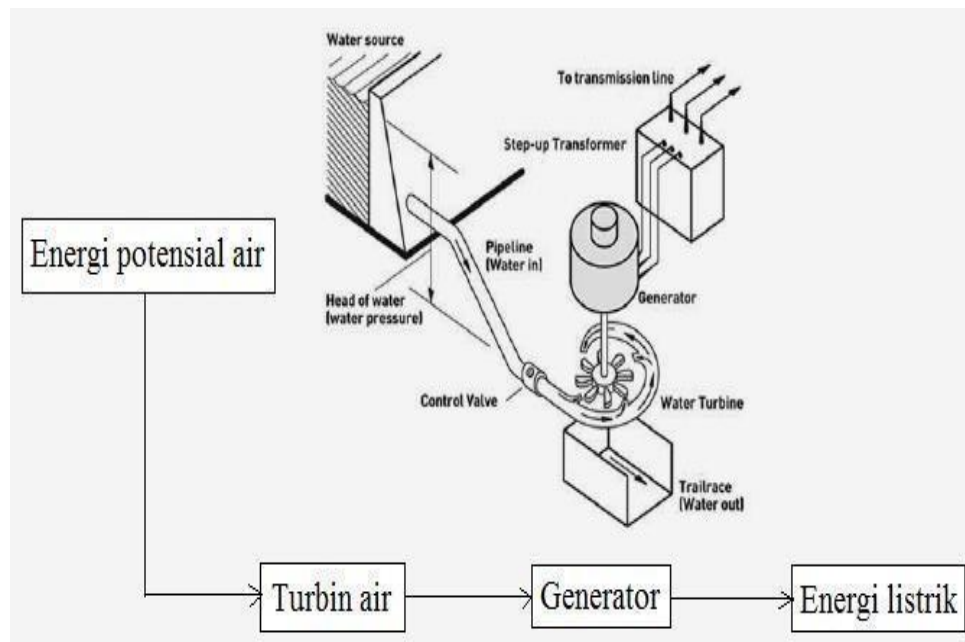 Water source
To transmission line
Step-up Transformer
Energi potensial air
Pipeline
(Water in)
Head of water
(water pressure)
Generator
Control Valve
Water Turbine
Trailrace
(Water out)
Turbin air
Generator
Energi listrik